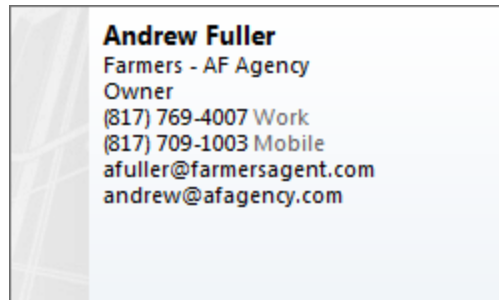 Andrew Fuller
Farmers - AF Agency
Owner
(817) 769-4007 Work
(817) 709-1003 Mobile
afuller@farmersagent.com
andrew@afagency.com